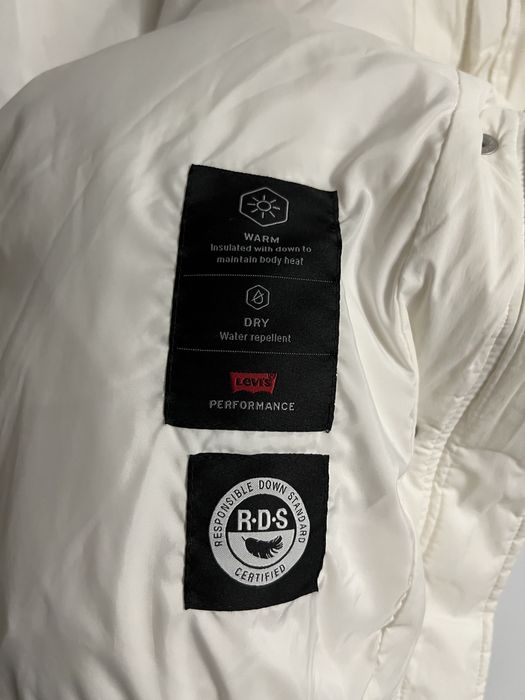 WARM
Insulated with down to
maintain body heat
DRY
Water repellent
Levi's
PERFORMANCE
RESPONSIBLE DOWN STANDARD
R·D·S
CERTIFIED